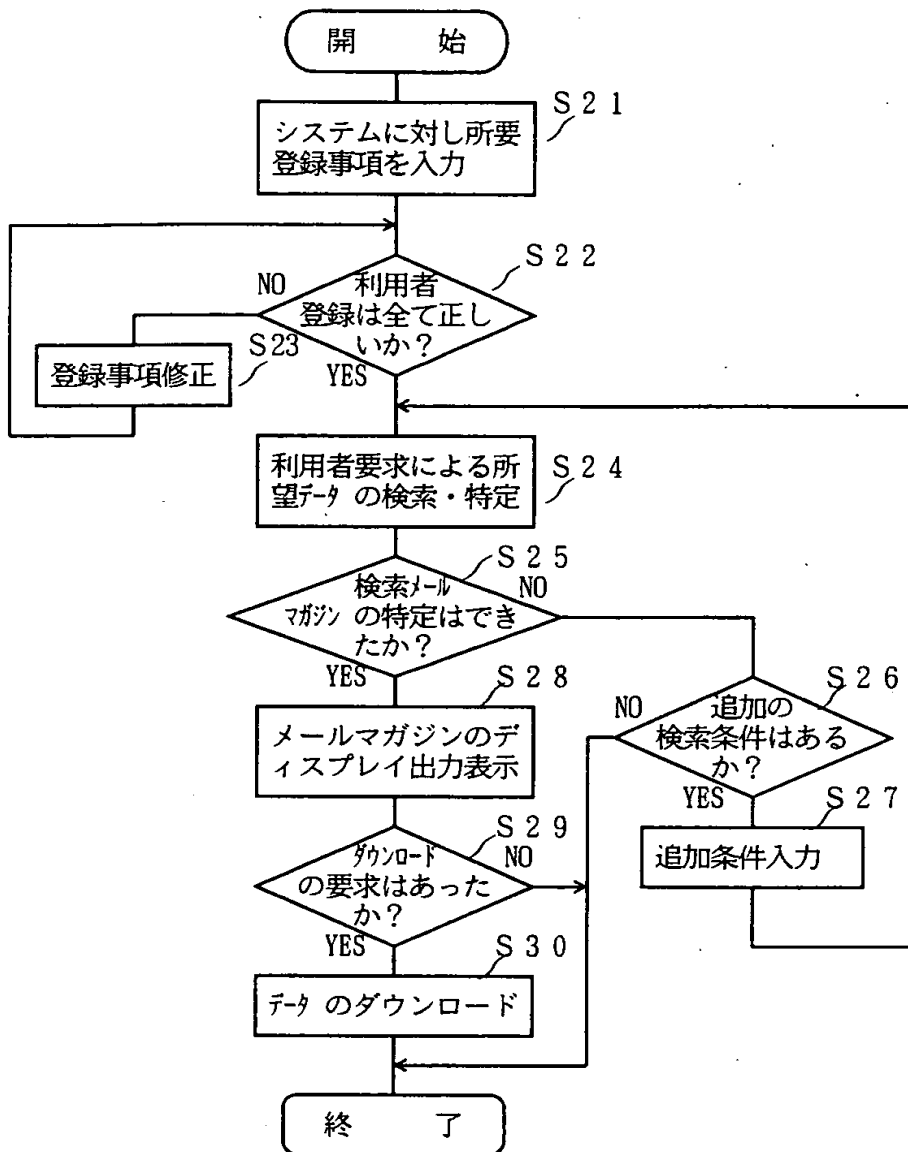 開　始
S21
システムに対し所要
登録事項を入力
S22
NO
利用者
登録は全て正し
いか？
S23
登録事項修正
YES
利用者要求による所
望データの検索・特定
S24
S25
検索メール
マガジンの特定はでき
たか？
NO
YES
S28
メールマガジンのデ
ィスプレイ出力表示
S26
NO
追加の
検索条件はある
か？
YES
S27
追加条件入力
S29
ダウンロード
の要求はあった
か？
NO
YES
S30
データのダウンロード
終　了